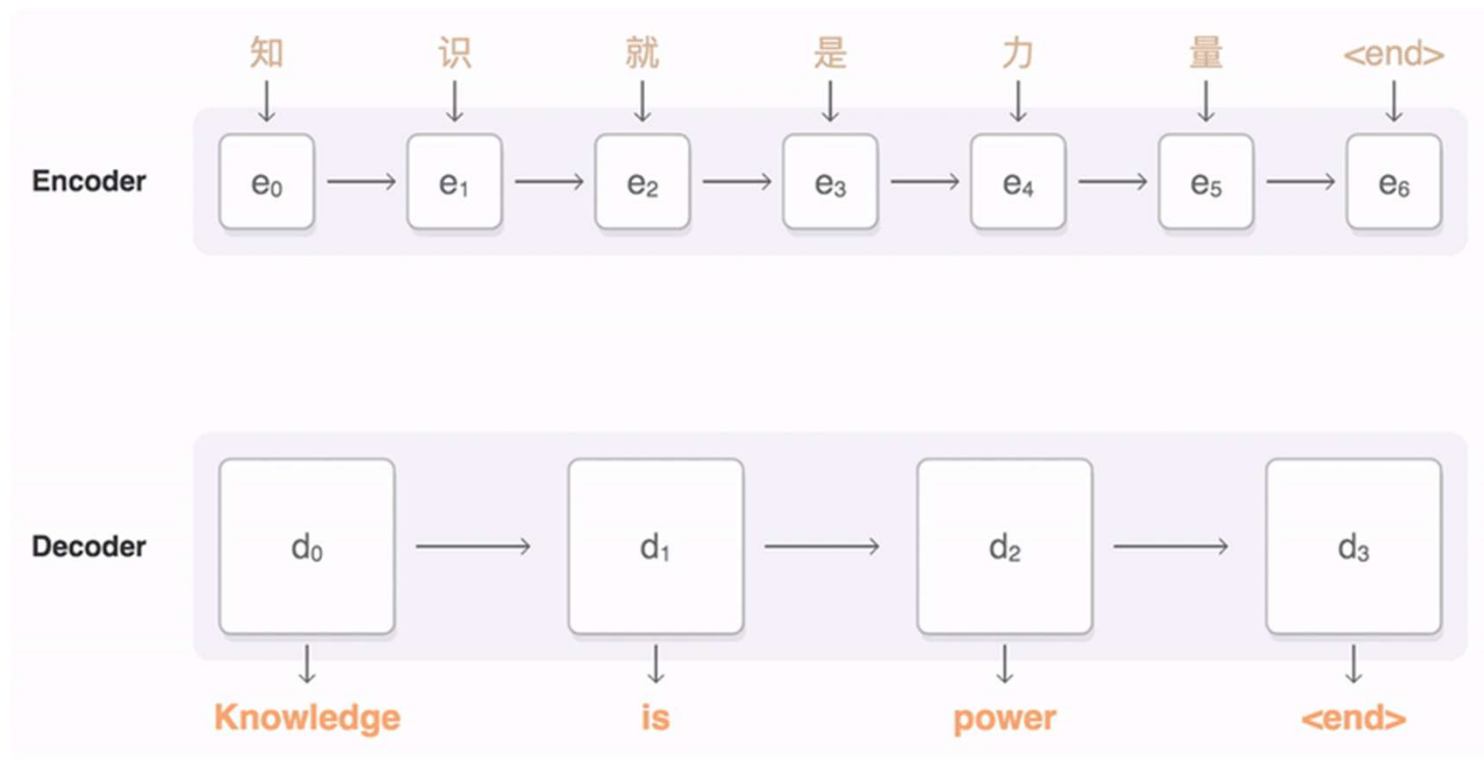 知 识 就 是 力 量 <end>
Encoder e₀ e₁ e₂ e₃ e₄ e₅ e₆
Decoder d₀ d₁ d₂ d₃
Knowledge is power <end>